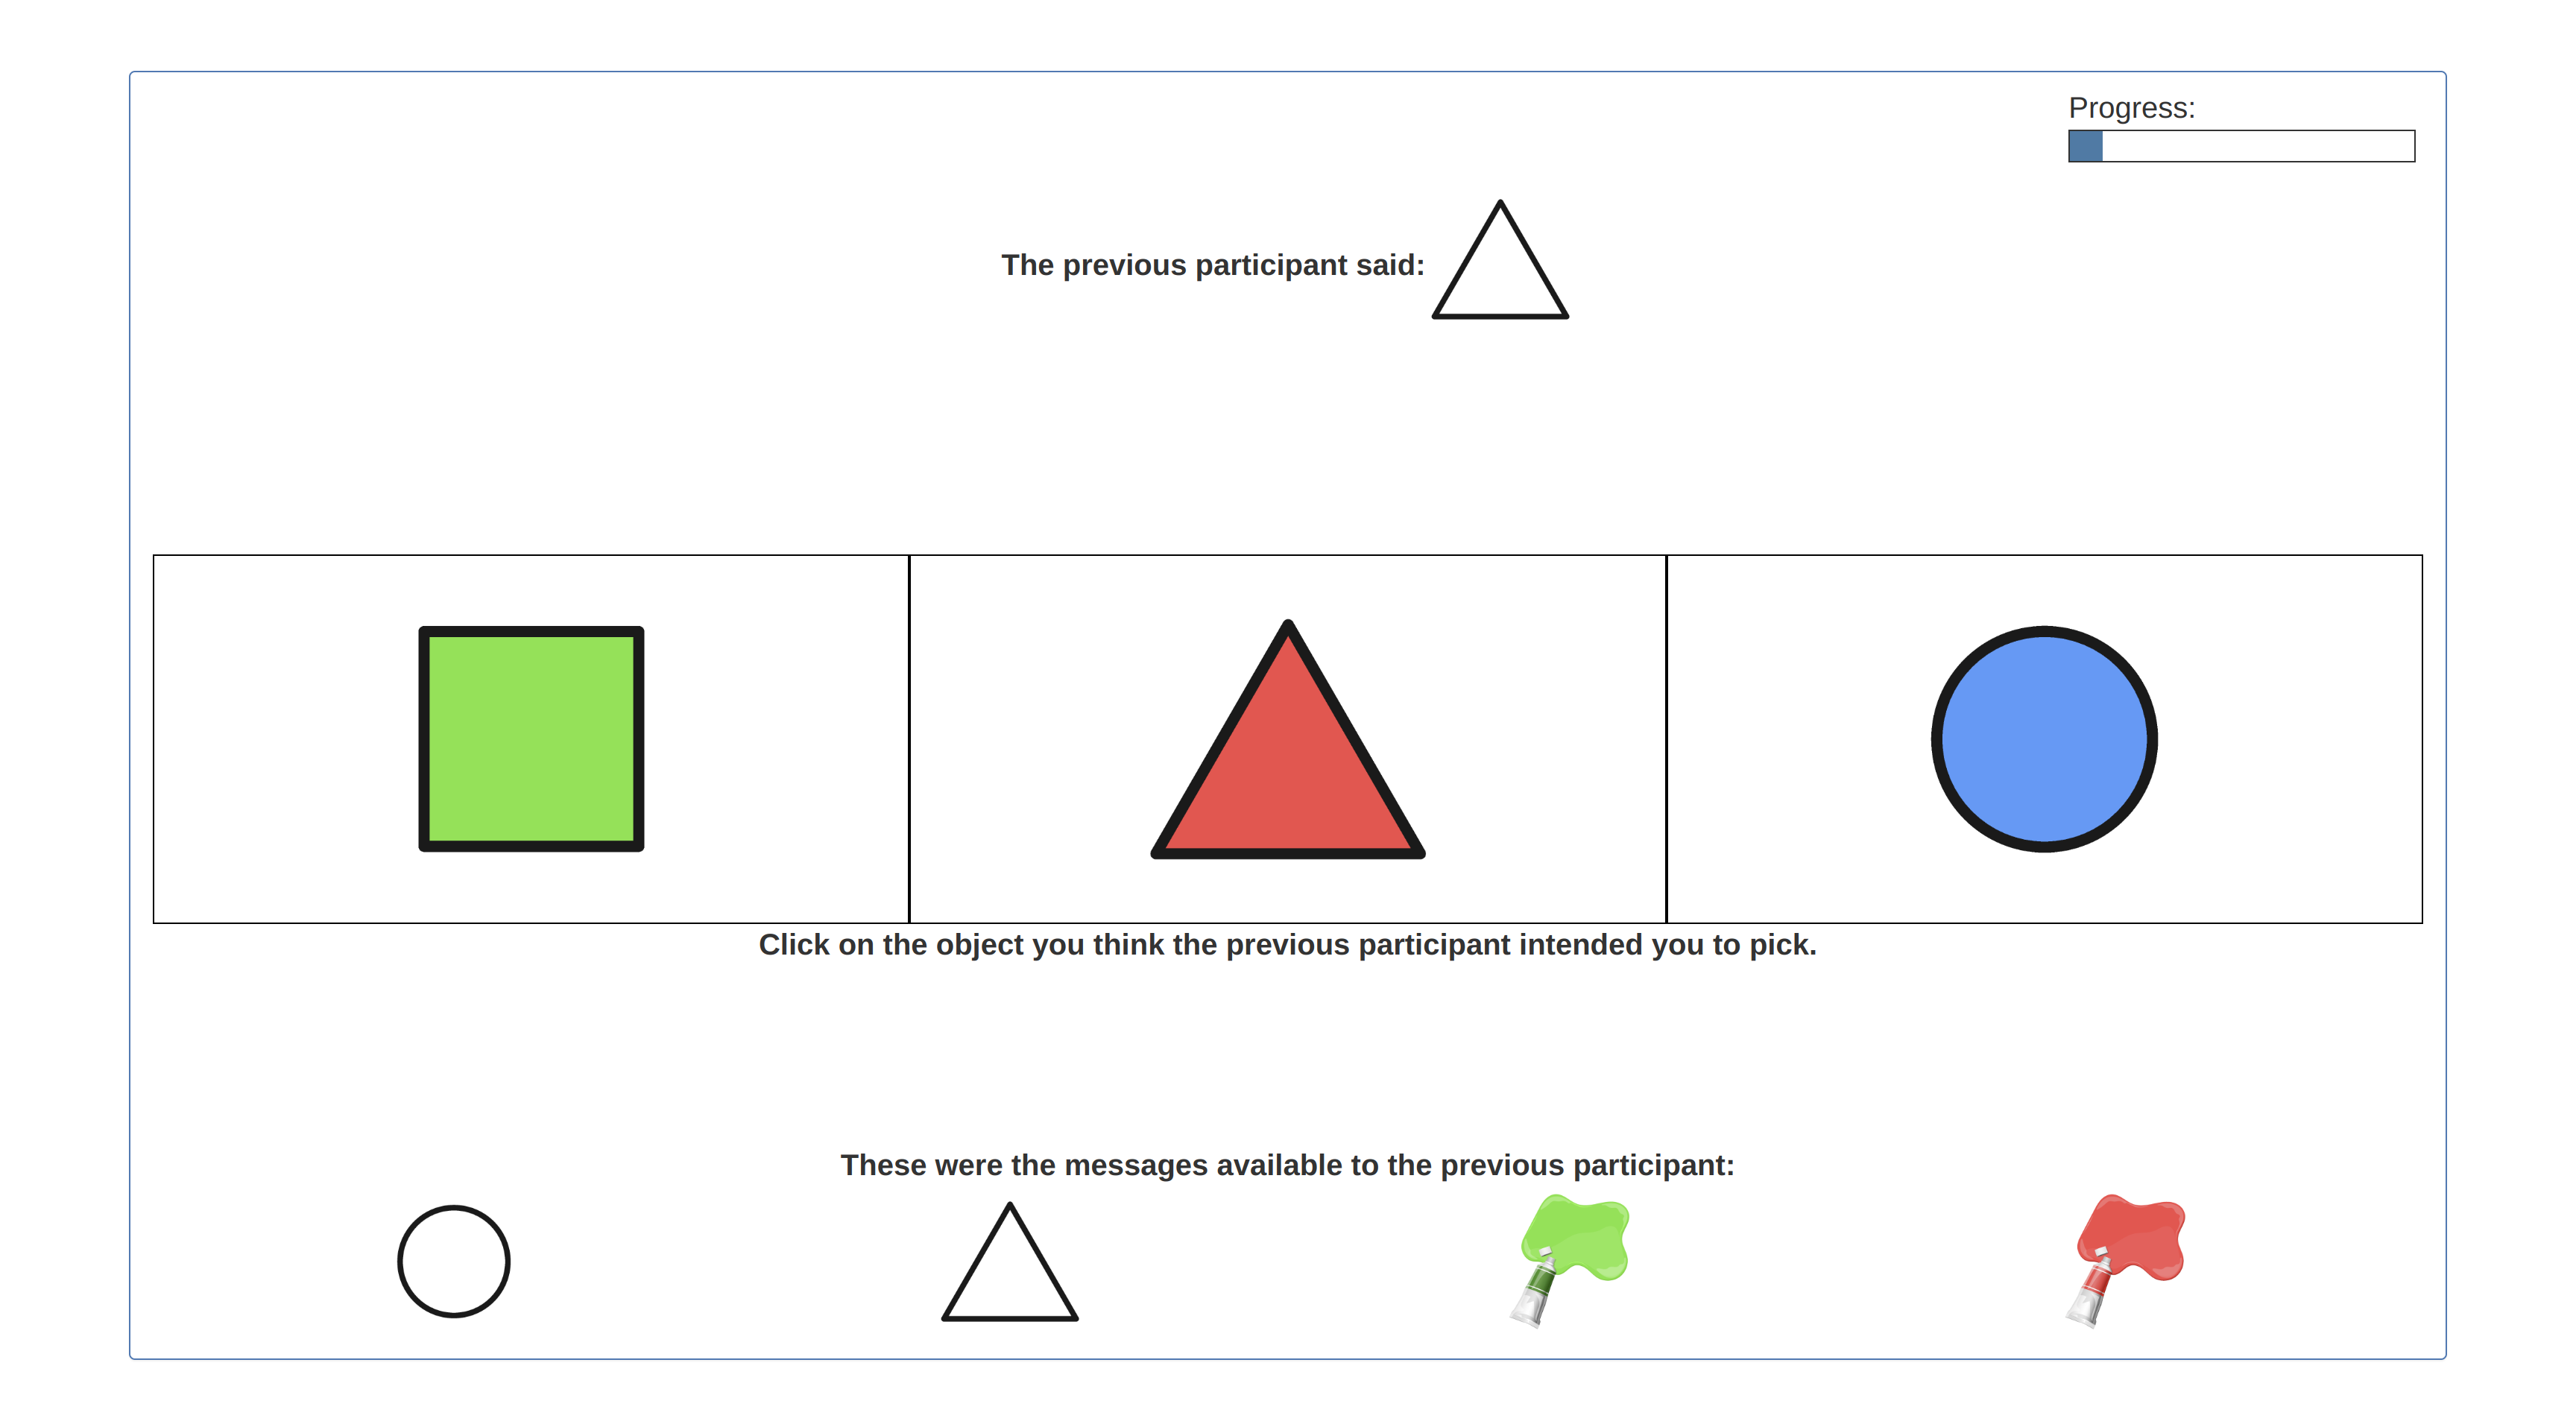 Progress:
The previous participant said:
Click on the object you think the previous participant intended you to pick.
These were the messages available to the previous participant: